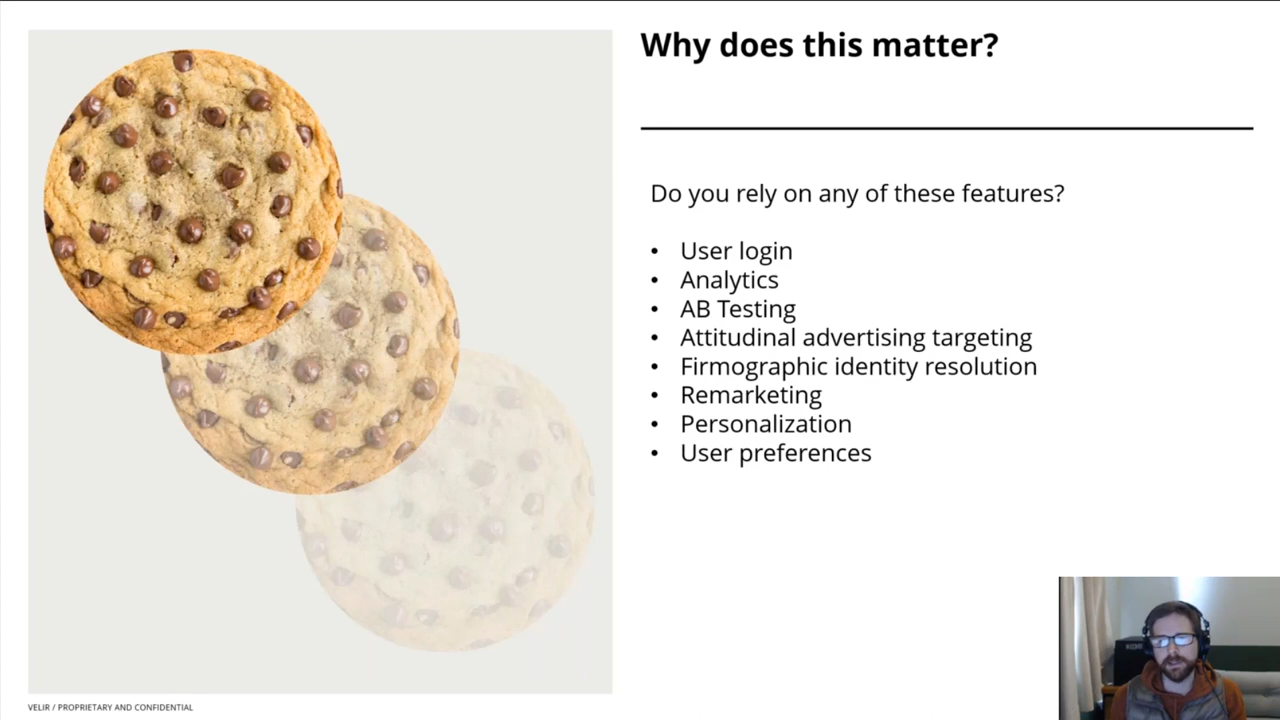 Why does this matter?
Do you rely on any of these features?
• User login
• Analytics
• AB Testing
• Attitudinal advertising targeting
• Firmographic identity resolution
• Remarketing
• Personalization
• User preferences
VELIR / PROPRIETARY AND CONFIDENTIAL